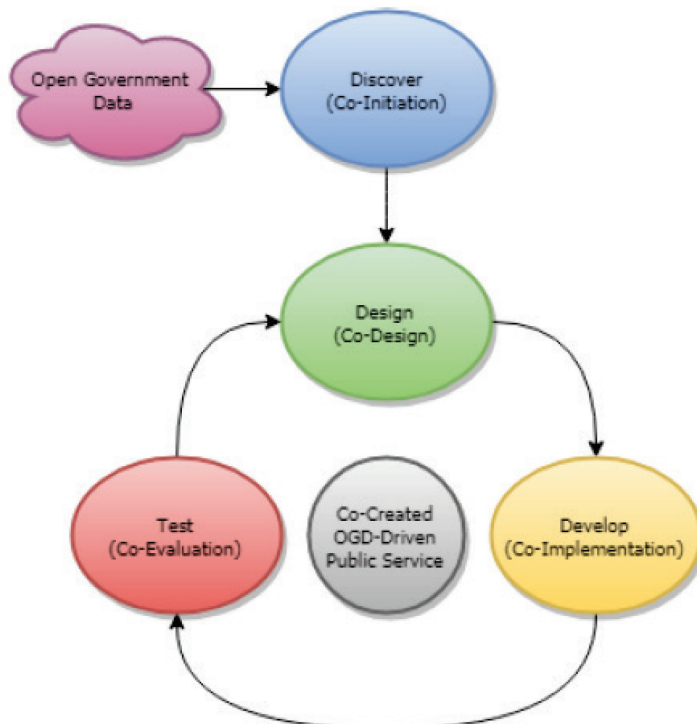 Open Government
Data
Discover
(Co-Initiation)
Design
(Co-Design)
Test
(Co-Evaluation)
Co-Created
OGD-Driven
Public Service
Develop
(Co-Implementation)